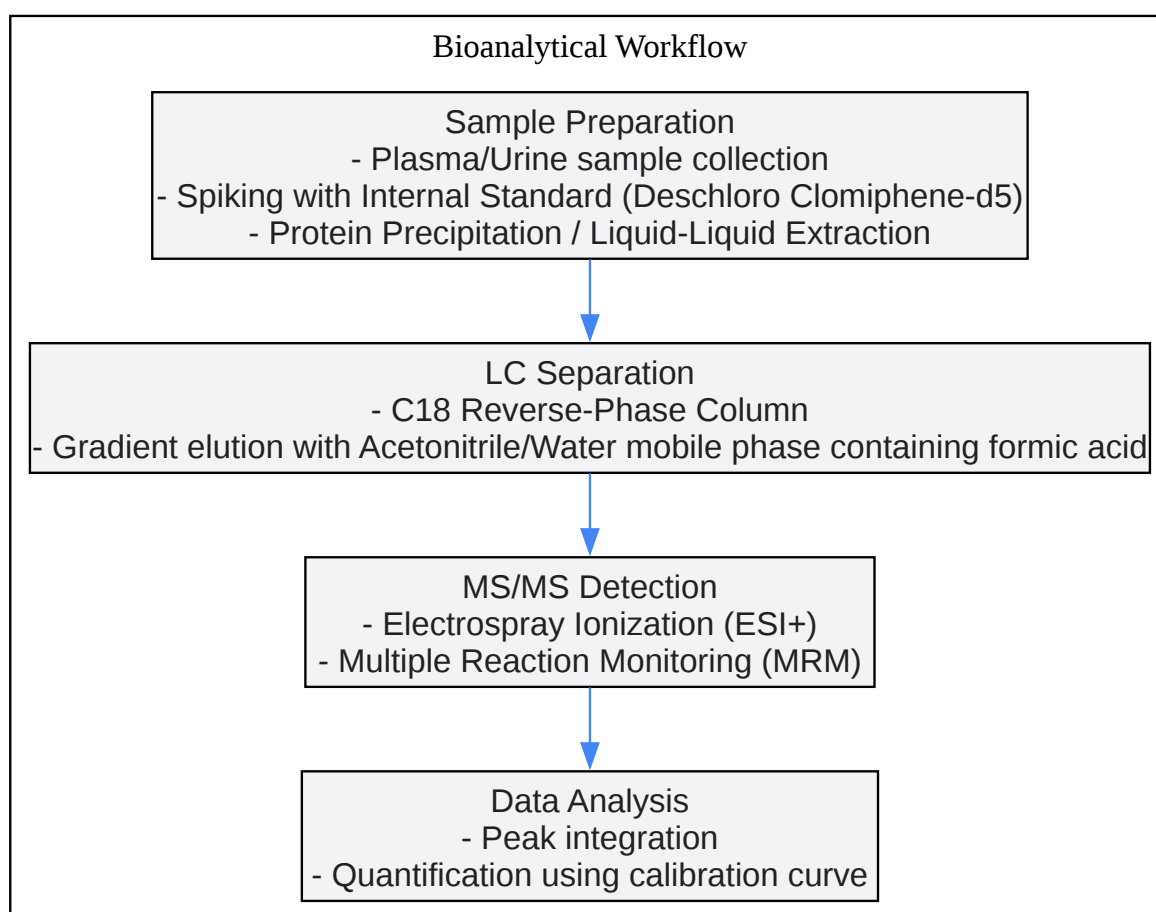 Bioanalytical Workflow
Sample Preparation
- Plasma/Urine sample collection
- Spiking with Internal Standard (Deschloro Clomiphene-d5)
- Protein Precipitation / Liquid-Liquid Extraction
LC Separation
- C18 Reverse-Phase Column
- Gradient elution with Acetonitrile/Water mobile phase containing formic acid
MS/MS Detection
- Electrospray Ionization (ESI+)
- Multiple Reaction Monitoring (MRM)
Data Analysis
- Peak integration
- Quantification using calibration curve